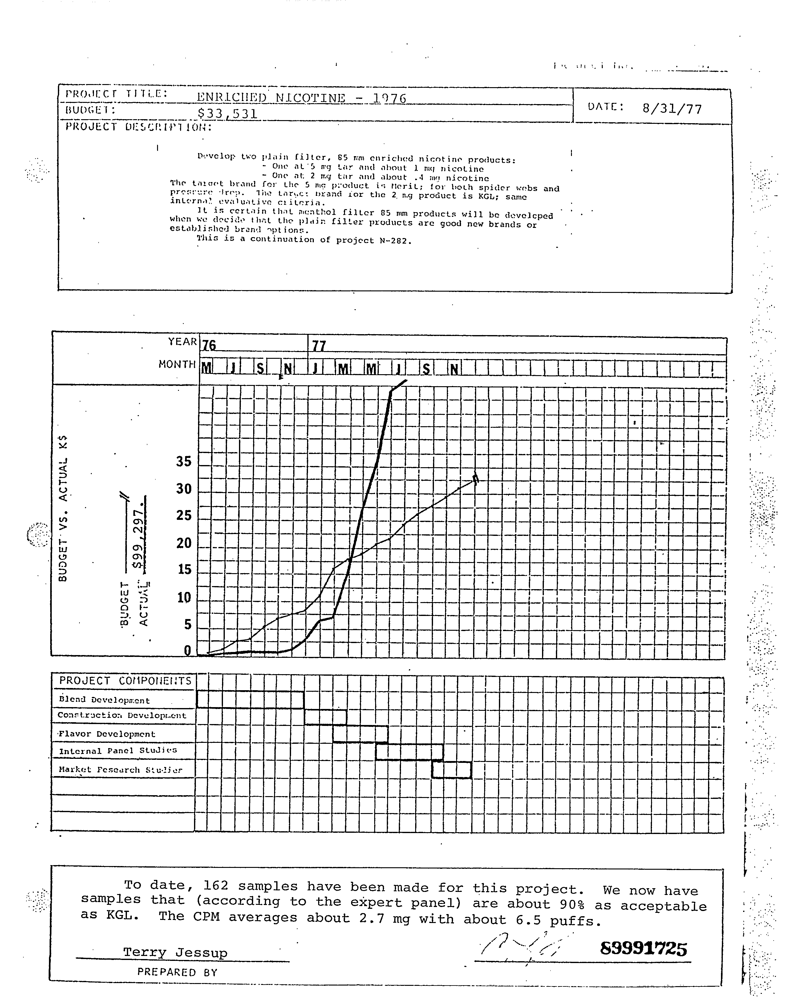 PROJECT TITLE: ENRICHED NICOTINE - 1976
BUDGET: $33,531
DATE: 8/31/77
PROJECT DESCRIPTION:
Develop two plain filter, 85 mm enriched nicotine products:
- One at 5 mg tar and about 1 mg nicotine
- One at 2 mg tar and about .4 mg nicotine
The target brand for the 5 mg product is Merit; for both spider webs and
pressure drop. The target brand for the 2 mg product is KGL; same
internal evaluative criteria.
It is certain that menthol filter 85 mm products will be developed
when we decide that the plain filter products are good new brands or
established brand options.
This is a continuation of project N-282.
YEAR 76 77
MONTH M J S N J M M J S N
BUDGET VS. ACTUAL K$
BUDGET
ACTUAL $99,297.
35
30
25
20
15
10
5
0
PROJECT COMPONENTS
Blend Development
Construction Development
Flavor Development
Internal Panel Studies
Market Research Studies
To date, 162 samples have been made for this project. We now have
samples that (according to the expert panel) are about 90% as acceptable
as KGL. The CPM averages about 2.7 mg with about 6.5 puffs.
Terry Jessup
89991725
PREPARED BY